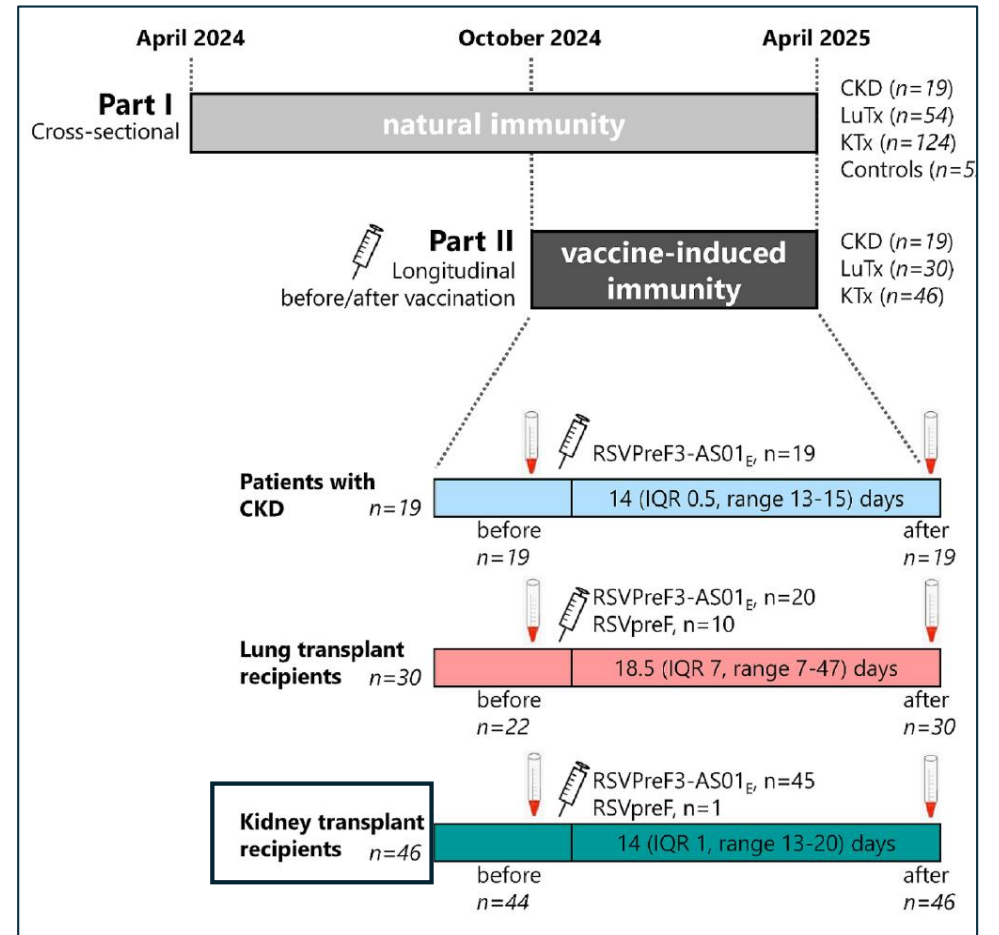 April 2024
October 2024
April 2025
Part I
Cross-sectional
natural immunity
CKD (n=19)
LuTx (n=54)
KTx (n=124)
Controls (n=5
Part II
Longitudinal
before/after vaccination
vaccine-induced
immunity
CKD (n=19)
LuTx (n=30)
KTx (n=46)
RSVPreF3-AS01E, n=19
Patients with
CKD n=19
14 (IQR 0.5, range 13-15) days
before
n=19
after
n=19
RSVPreF3-AS01E, n=20
RSVpreF, n=10
Lung transplant
recipients n=30
18.5 (IQR 7, range 7-47) days
before
n=22
after
n=30
RSVPreF3-AS01E, n=45
RSVpreF, n=1
Kidney transplant
recipients n=46
14 (IQR 1, range 13-20) days
before
n=44
after
n=46